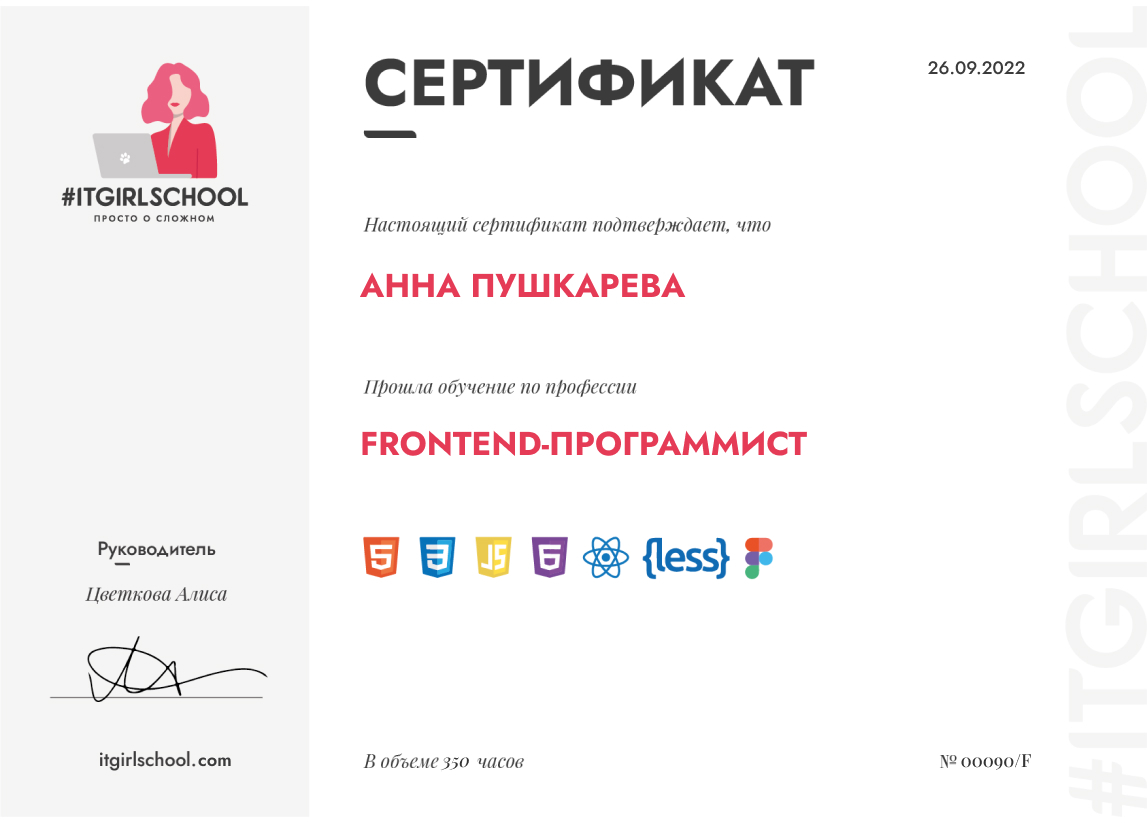 #ITGIRLSCHOOL
ПРОСТО О СЛОЖНОМ
Руководитель
Цветкова Алиса
itgirlschool.com
СЕРТИФИКАТ
26.09.2022
Настоящий сертификат подтверждает, что
АННА ПУШКАРЕВА
Прошла обучение по профессии
FRONTEND-ПРОГРАММИСТ
5 3 JS 6 {less}
В объеме 350 часов
№ 00090/F
#ITGIRLSCHOOL